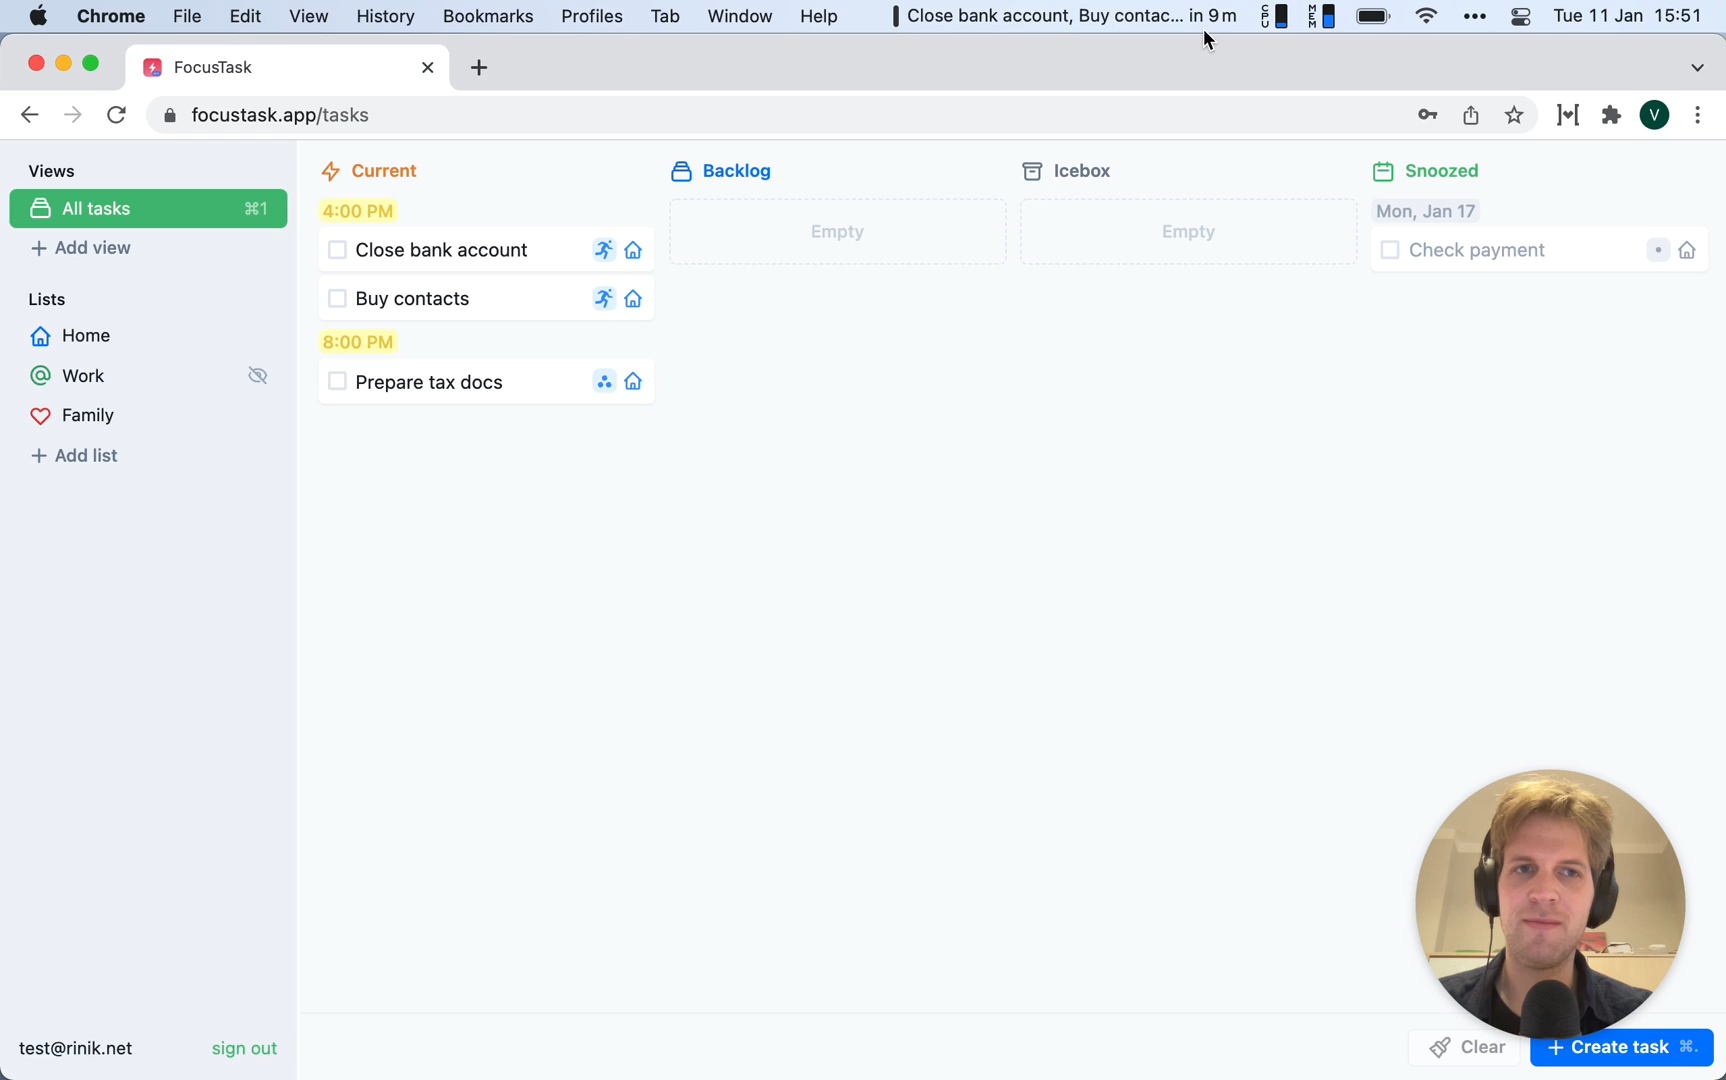 Chrome File Edit View History Bookmarks Profiles Tab Window Help Close bank account, Buy contac... in 9m CPU MEM Tue 11 Jan 15:51
FocusTask
focustask.app/tasks
V
Views
All tasks ⌘1
+ Add view
Lists
Home
Work
Family
+ Add list
test@rinik.net sign out
Current
4:00 PM
Close bank account
Buy contacts
8:00 PM
Prepare tax docs
Backlog
Empty
Icebox
Empty
Snoozed
Mon, Jan 17
Check payment
Clear
+ Create task ⌘.